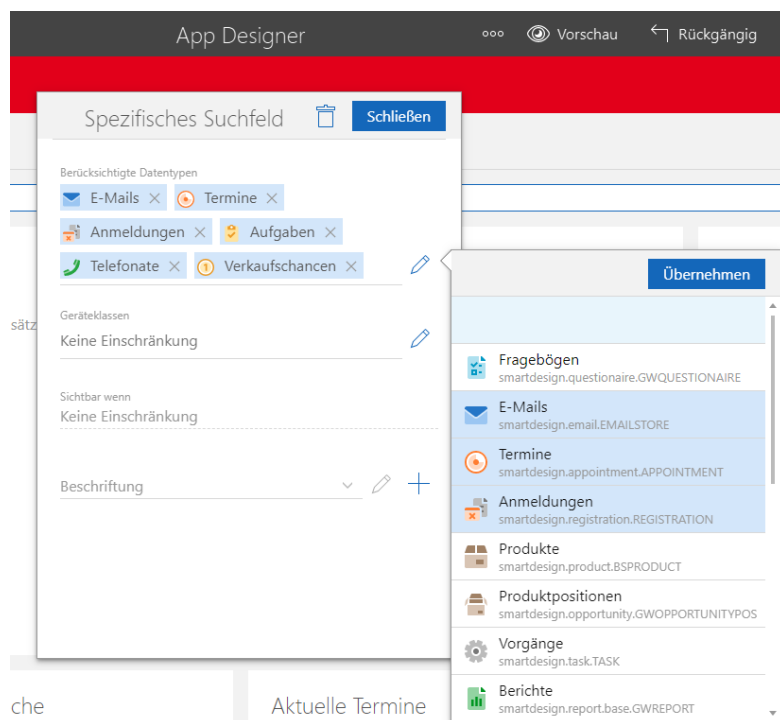 App Designer
Vorschau
Rückgängig
Spezifisches Suchfeld
Schließen
Berücksichtigte Datentypen
E-Mails
Termine
Anmeldungen
Aufgaben
Telefonate
Verkaufschancen
Übernehmen
sätz
Geräteklassen
Keine Einschränkung
Sichtbar wenn
Keine Einschränkung
Beschriftung
Fragebögen
smartdesign.questionaire.GWQUESTIONAIRE
E-Mails
smartdesign.email.EMAILSTORE
Termine
smartdesign.appointment.APPOINTMENT
Anmeldungen
smartdesign.registration.REGISTRATION
Produkte
smartdesign.product.BSPRODUCT
Produktpositionen
smartdesign.opportunity.GWOPPORTUNITYPOS
Vorgänge
smartdesign.task.TASK
Berichte
smartdesign.report.base.GWREPORT
che
Aktuelle Termine